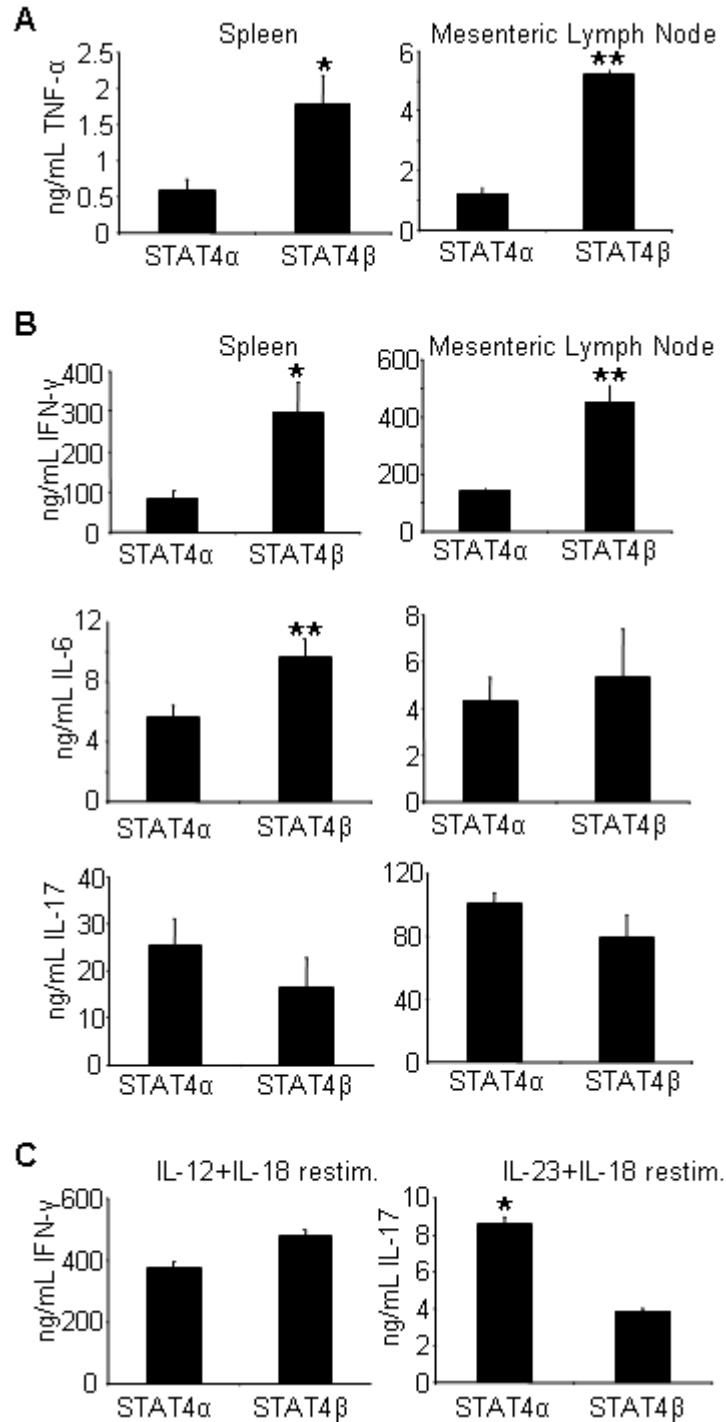 A
Spleen
Mesenteric Lymph Node
ng/mL TNF-α
2.5
2
1.5
1
0.5
0
*
STAT4α STAT4β
6
4
2
0
**
STAT4α STAT4β
B
Spleen
Mesenteric Lymph Node
ng/mL IFN-γ
400
300
200
100
0
*
STAT4α STAT4β
600
400
200
0
**
STAT4α STAT4β
ng/mL IL-6
12
8
4
0
**
STAT4α STAT4β
8
6
4
2
0
STAT4α STAT4β
ng/mL IL-17
40
30
20
10
0
STAT4α STAT4β
120
80
40
0
STAT4α STAT4β
C
IL-12+IL-18 restim.
IL-23+IL-18 restim.
ng/mL IFN-γ
600
400
200
0
STAT4α STAT4β
ng/mL IL-17
10
8
6
4
2
0
*
STAT4α STAT4β